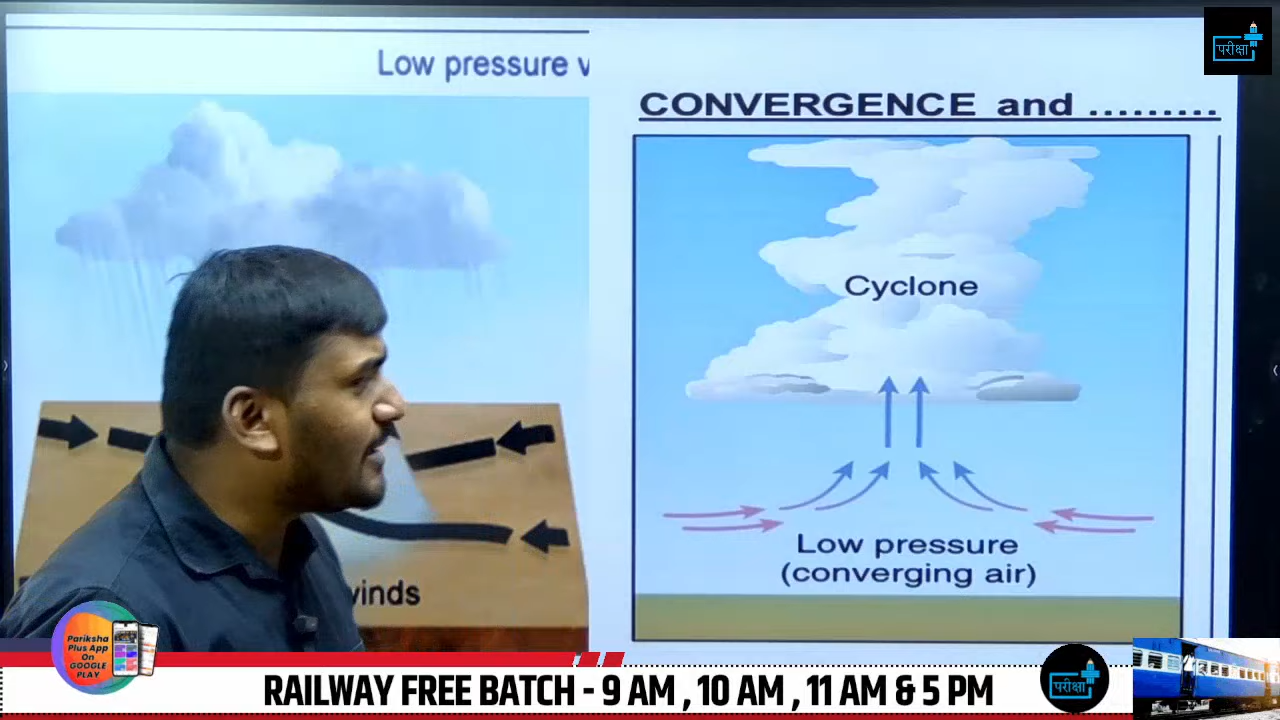 Low pressure
परीक्षा
CONVERGENCE and .........
Cyclone
Low pressure
(converging air)
winds
Pariksha
Plus App
On
GOOGLE
PLAY
RAILWAY FREE BATCH - 9 AM , 10 AM , 11 AM & 5 PM
परीक्षा